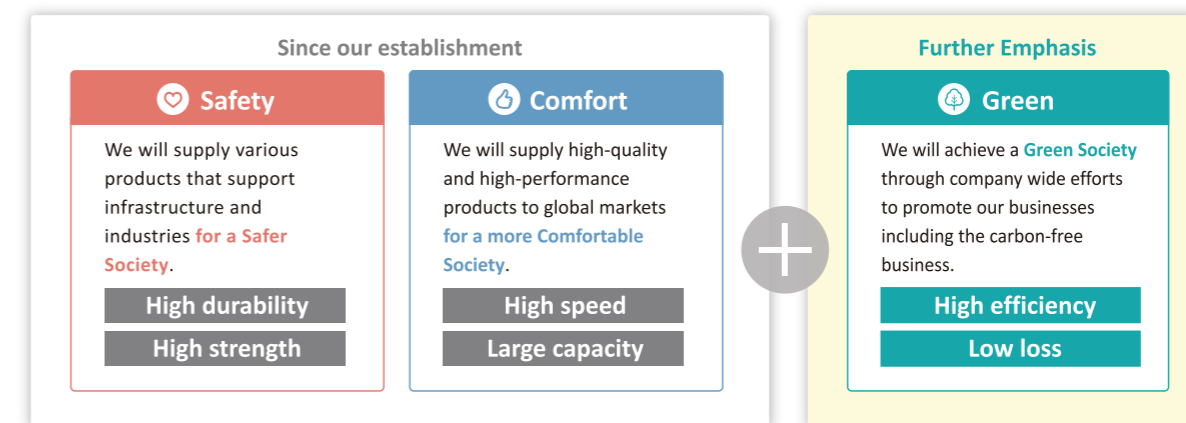 Since our establishment
Safety
We will supply various
products that support
infrastructure and
industries for a Safer
Society.
High durability
High strength
Comfort
We will supply high-quality
and high-performance
products to global markets
for a more Comfortable
Society.
High speed
Large capacity
Further Emphasis
Green
We will achieve a Green Society
through company wide efforts
to promote our businesses
including the carbon-free
business.
High efficiency
Low loss